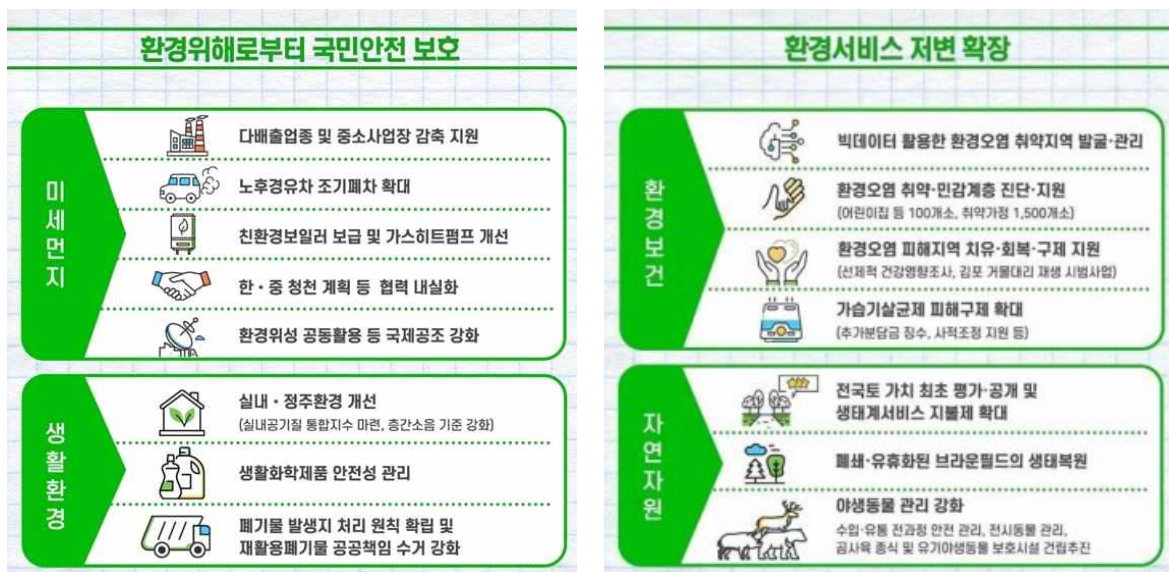 환경위해로부터 국민안전 보호
미세먼지
다배출업종 및 중소사업장 감축 지원
노후경유차 조기폐차 확대
친환경보일러 보급 및 가스히트펌프 개선
한·중 청천 계획 등 협력 내실화
환경위성 공동활용 등 국제공조 강화
생활환경
실내·정주환경 개선
(실내공기질 통합지수 마련, 층간소음 기준 강화)
생활화학제품 안전성 관리
폐기물 발생지 처리 원칙 확립 및
재활용폐기물 공공책임 수거 강화
환경서비스 저변 확장
환경보건
빅데이터 활용한 환경오염 취약지역 발굴·관리
환경오염 취약·민감계층 진단·지원
(어린이집 등 100개소, 취약가정 1,500개소)
환경오염 피해지역 치유·회복·구제 지원
(선제적 건강영향조사, 김포 거물대리 재생 시범사업)
가습기살균제 피해구제 확대
(추가분담금 징수, 사적조정 지원 등)
자연자원
전국토 가치 최초 평가·공개 및
생태계서비스 지불제 확대
폐쇄·유휴화된 브라운필드의 생태복원
야생동물 관리 강화
수입·유통 전과정 안전 관리, 전시동물 관리,
곰사육 종식 및 유기야생동물 보호시설 건립추진